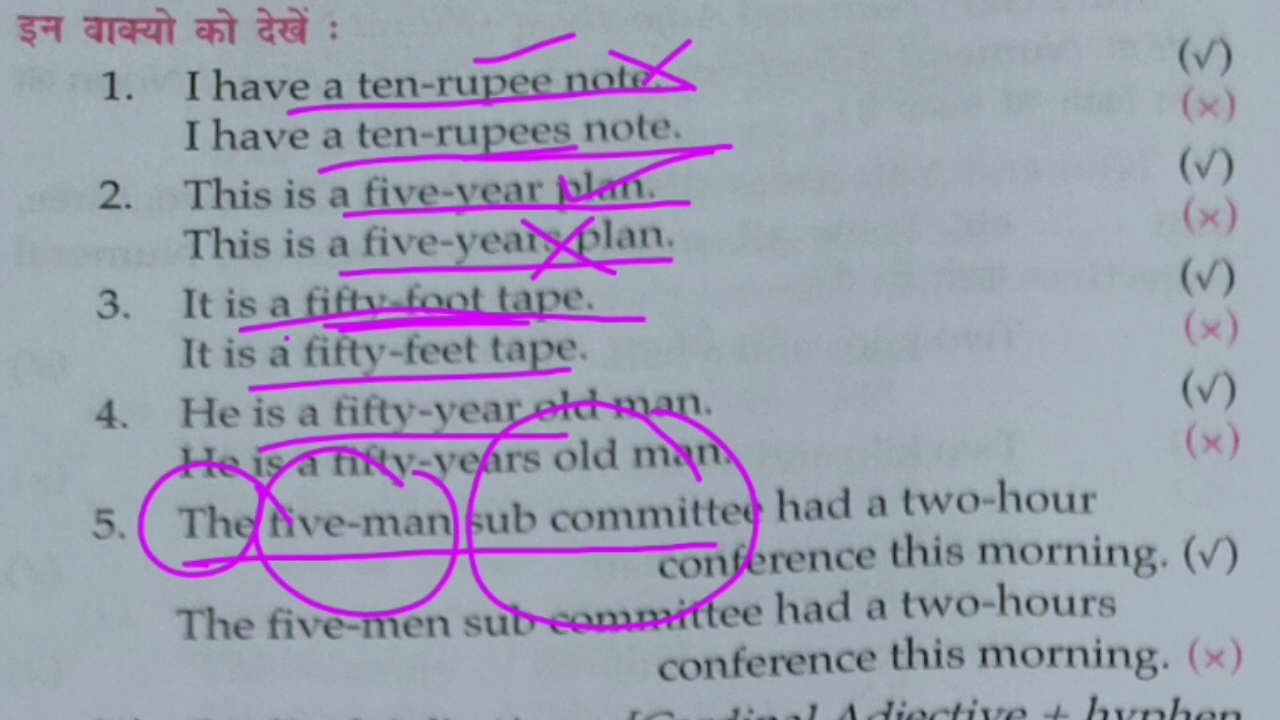 इन वाक्यो को देखें :
1. I have a ten-rupee note. (√)
I have a ten-rupees note. (×)
2. This is a five-year plan. (√)
This is a five-years plan. (×)
3. It is a fifty-foot tape. (√)
It is a fifty-feet tape. (×)
4. He is a fifty-year old man. (√)
He is a fifty-years old man. (×)
5. The five-man sub committee had a two-hour
conference this morning. (√)
The five-men sub committee had a two-hours
conference this morning. (×)
[Cardinal Adjective + hyphen